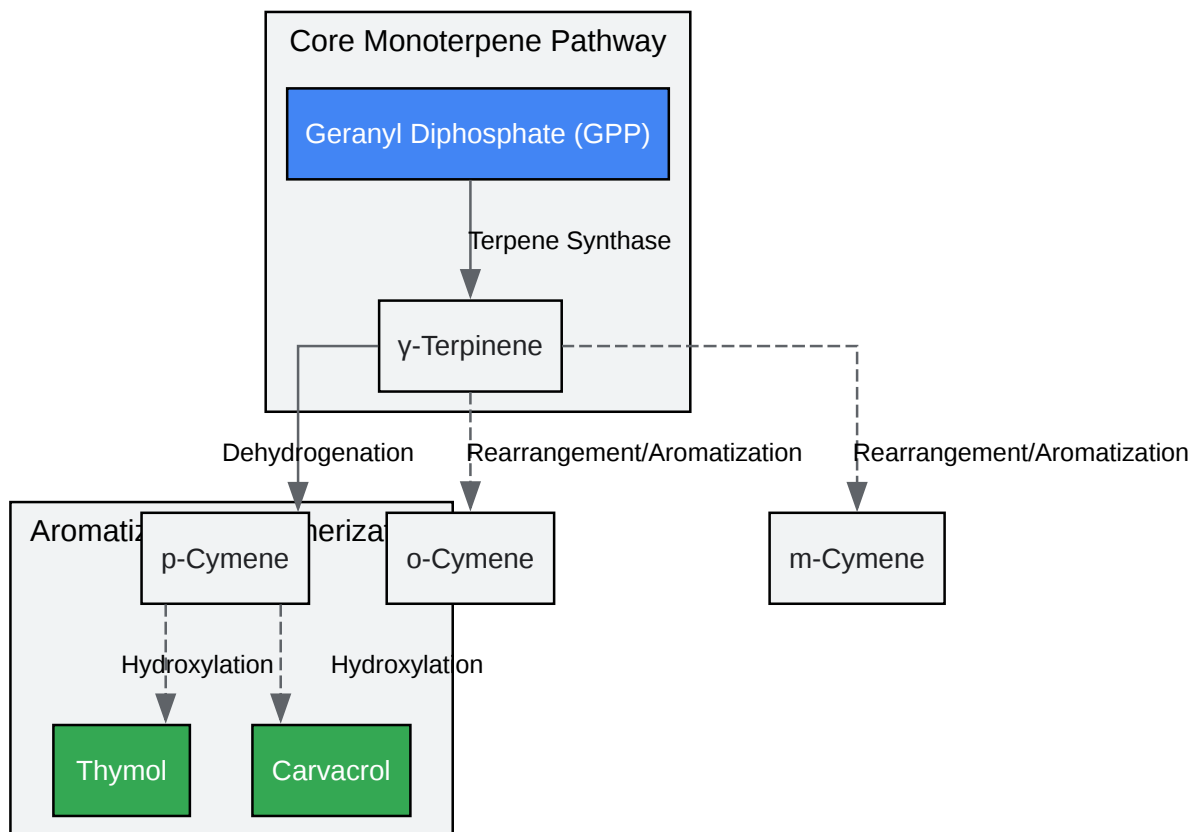 Core Monoterpene Pathway
Geranyl Diphosphate (GPP)
Terpene Synthase
γ-Terpinene
Dehydrogenation
Rearrangement/Aromatization
Rearrangement/Aromatization
p-Cymene
o-Cymene
m-Cymene
Hydroxylation
Hydroxylation
Thymol
Carvacrol